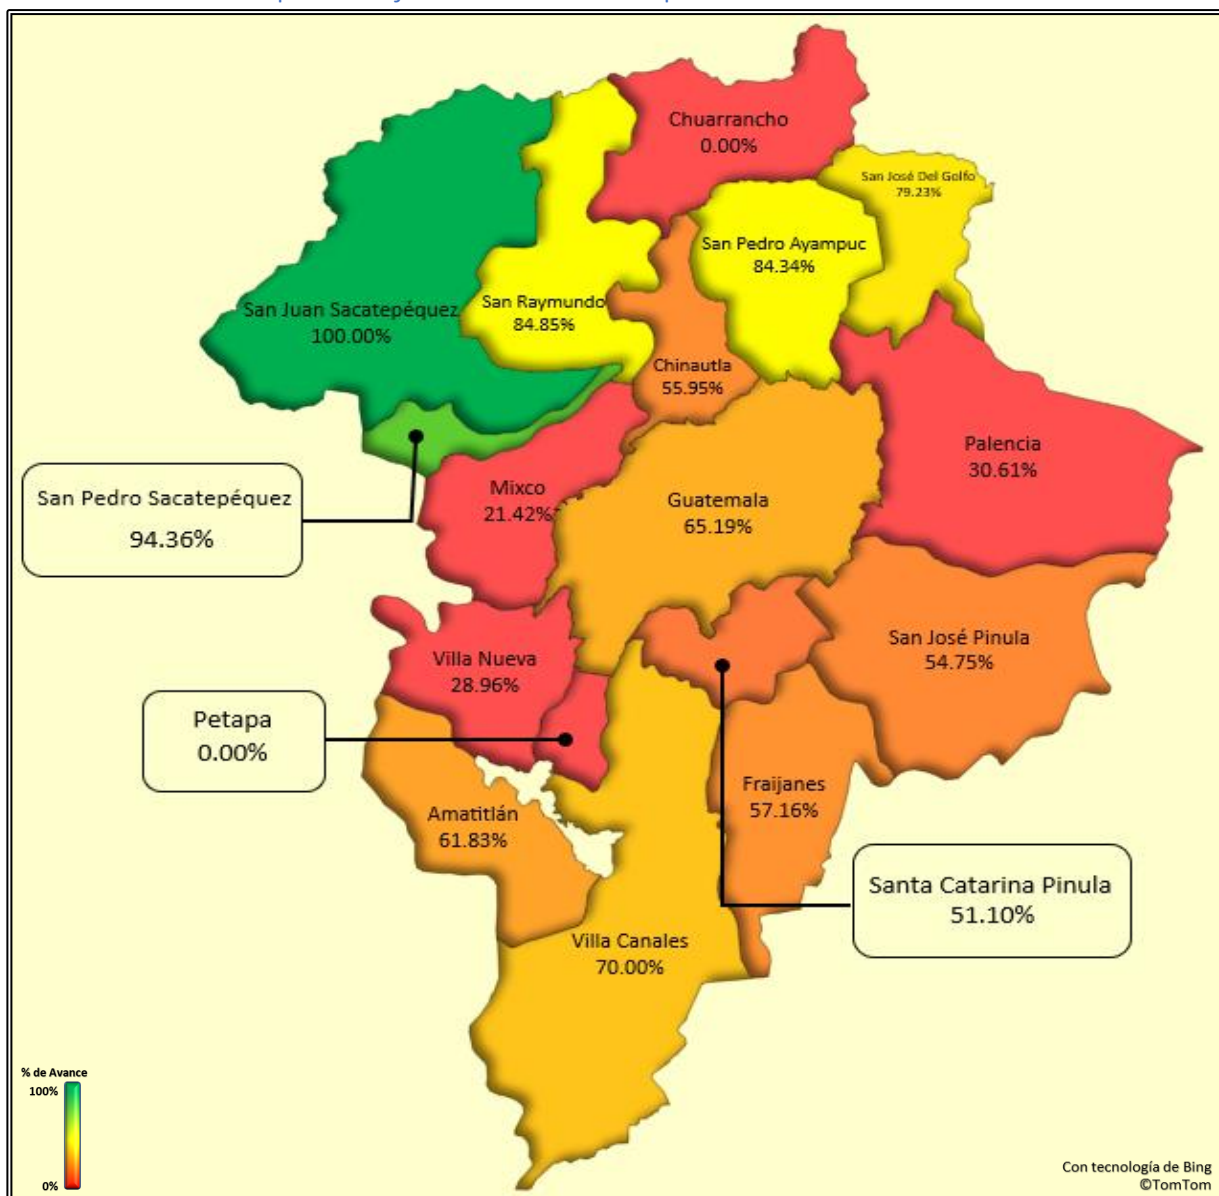 Chuarrancho
0.00%
San José Del Golfo
79.23%
San Pedro Ayampuc
84.34%
San Raymundo
84.85%
San Juan Sacatepéquez
100.00%
Chinautla
55.95%
Palencia
30.61%
San Pedro Sacatepéquez
94.36%
Mixco
21.42%
Guatemala
65.19%
San José Pinula
54.75%
Villa Nueva
28.96%
Petapa
0.00%
Fraijanes
57.16%
Amatitlán
61.83%
Santa Catarina Pinula
51.10%
Villa Canales
70.00%
% de Avance
100%
0%
Con tecnología de Bing
©TomTom